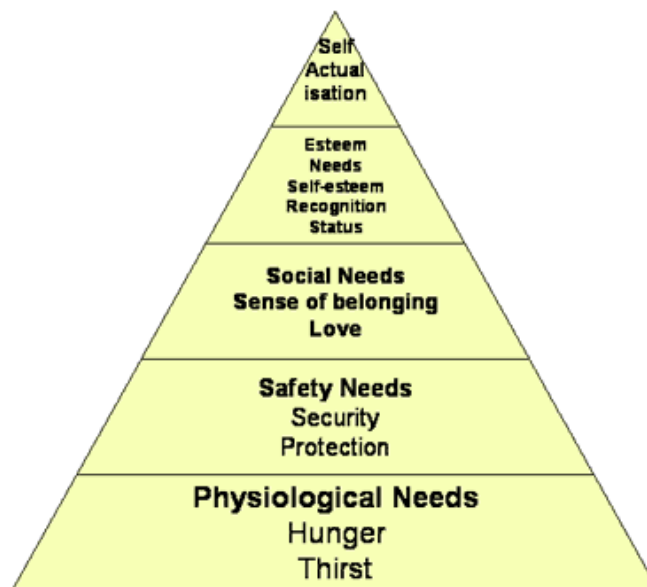 Self
Actual
isation
Esteem
Needs
Self-esteem
Recognition
Status
Social Needs
Sense of belonging
Love
Safety Needs
Security
Protection
Physiological Needs
Hunger
Thirst